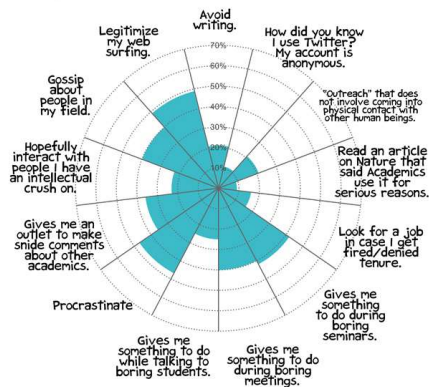 Avoid
writing.
How did you know
I use Twitter?
My account is
anonymous.
"Outreach" that does
not involve coming into
physical contact with
other human beings.
Read an article
on Nature that
said Academics
use it for
serious reasons.
Look for a job
in case I get
fired/denied
tenure.
Gives me
something
to do during
boring
seminars.
Gives me
something to do
during boring
meetings.
Gives me
something to do
while talking to
boring students.
Procrastinate
Gives me an
outlet to make
snide comments
about other
academics.
Hopefully
interact with
people I have
an intellectual
crush on.
Gossip
about
people in
my field.
Legitimize
my web
surfing.
70%
60%
50%
40%
30%
20%
10%